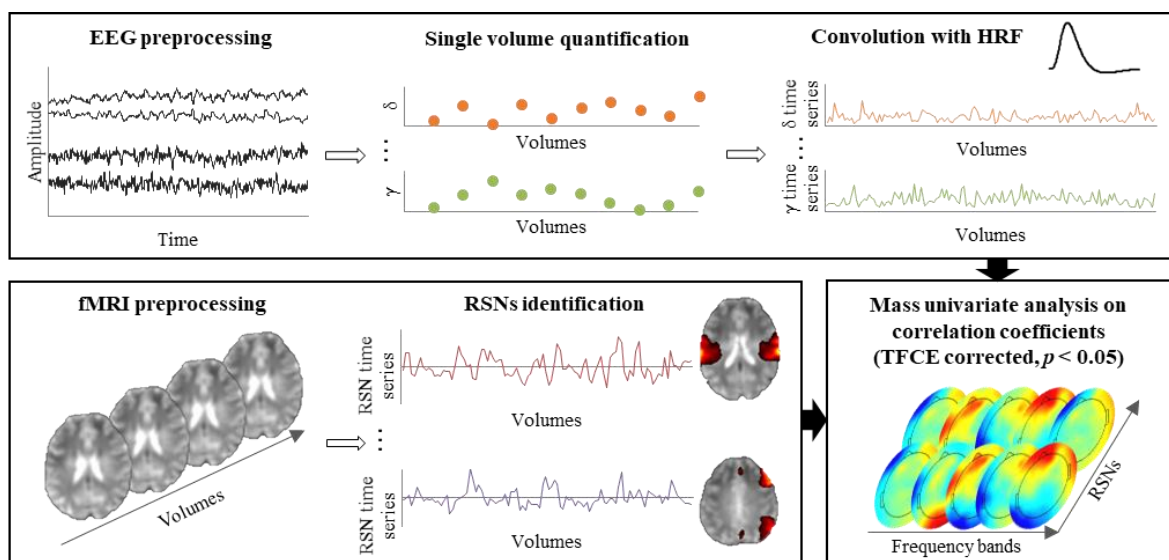 EEG preprocessing
Amplitude
Time
Single volume quantification
δ
Volumes
...
γ
Volumes
Convolution with HRF
δ time
series
Volumes
...
γ time
series
Volumes
fMRI preprocessing
Volumes
RSNs identification
RSN time
series
Volumes
...
RSN time
series
Volumes
Mass univariate analysis on
correlation coefficients
(TFCE corrected, p < 0.05)
RSNs
Frequency bands